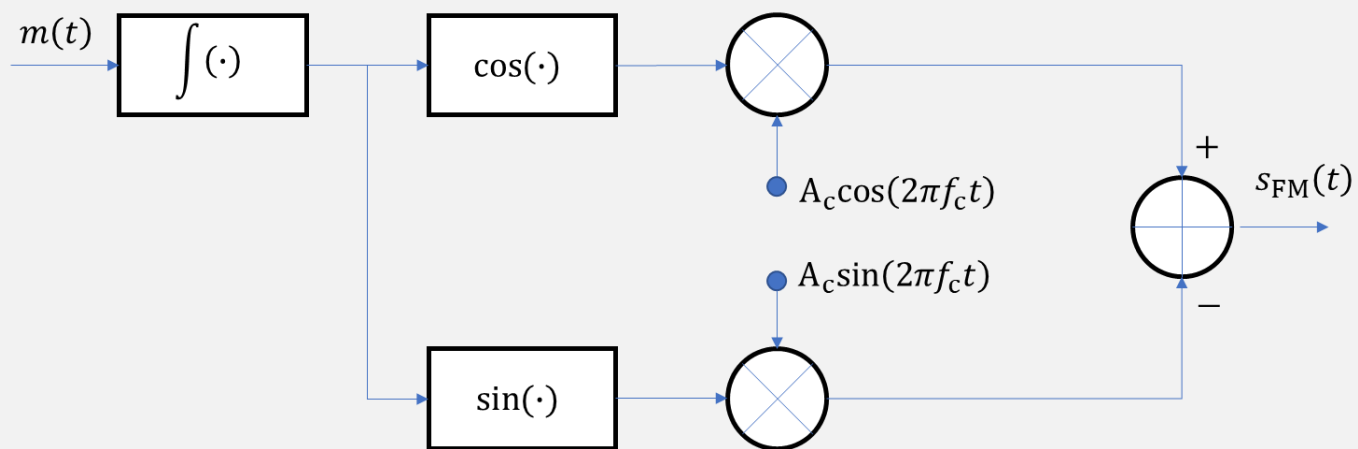 m(t)
∫(·)
cos(·)
A_c cos(2πf_c t)
+
s_FM(t)
A_c sin(2πf_c t)
−
sin(·)